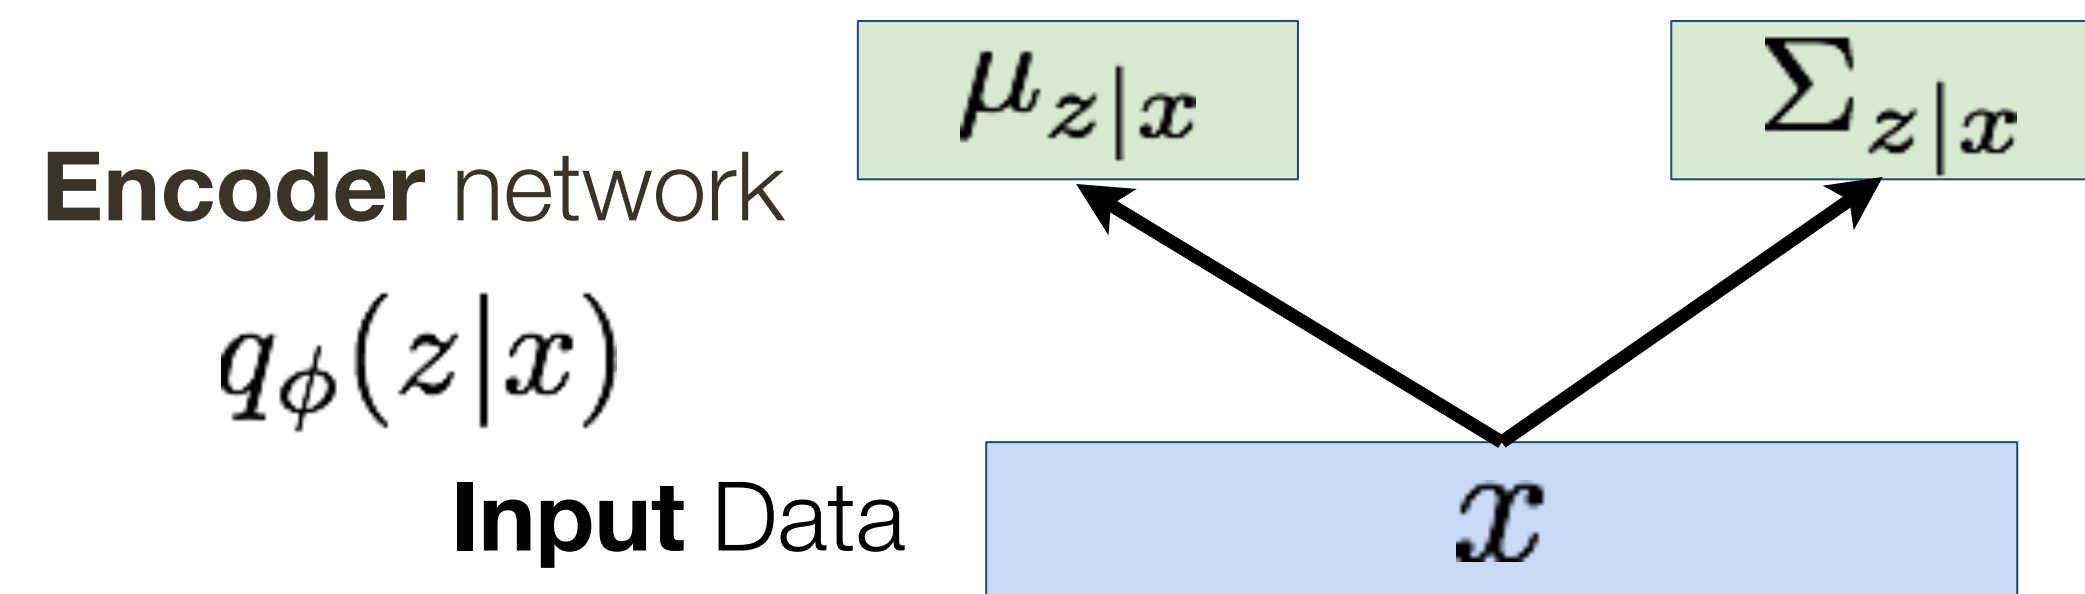 μ_{z|x}
Σ_{z|x}
Encoder network
q_ϕ(z|x)
Input Data
x